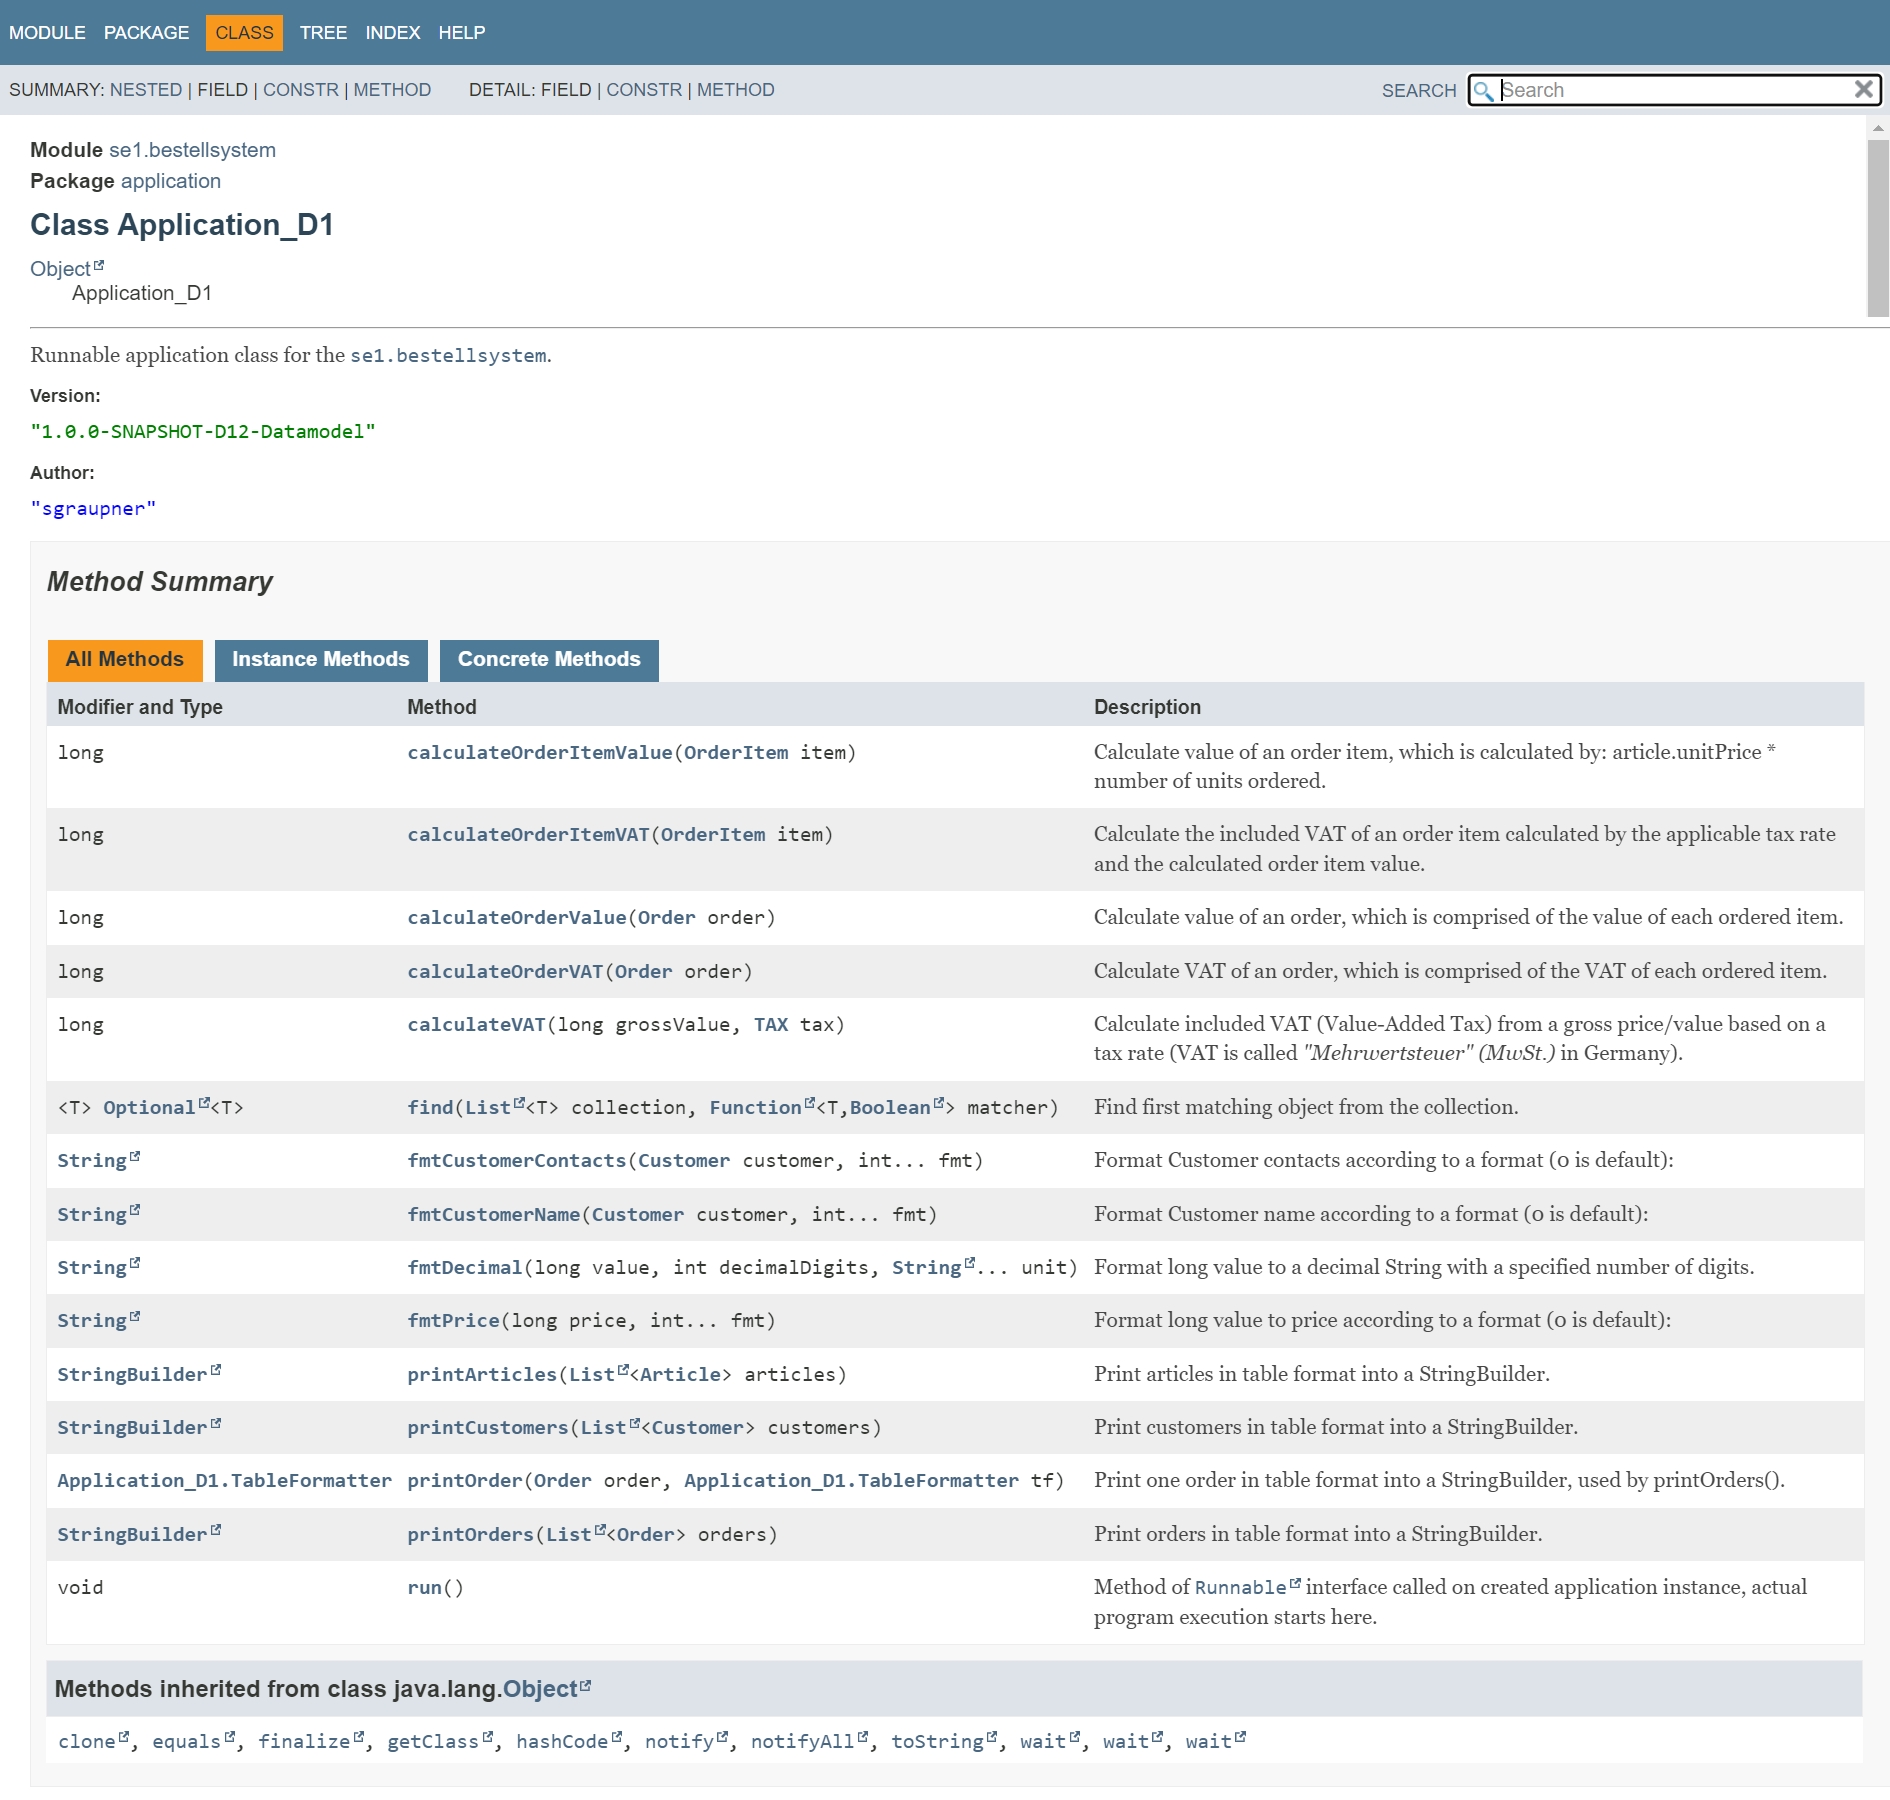 MODULE PACKAGE CLASS TREE INDEX HELP
SUMMARY: NESTED | FIELD | CONSTR | METHOD DETAIL: FIELD | CONSTR | METHOD SEARCH Search
Module se1.bestellsystem
Package application
Class Application_D1
Object
Application_D1
Runnable application class for the se1.bestellsystem.
Version:
"1.0.0-SNAPSHOT-D12-Datamodel"
Author:
"sgraupner"
Method Summary
All Methods Instance Methods Concrete Methods
Modifier and Type Method Description
long calculateOrderItemValue(OrderItem item) Calculate value of an order item, which is calculated by: article.unitPrice *
number of units ordered.
long calculateOrderItemVAT(OrderItem item) Calculate the included VAT of an order item calculated by the applicable tax rate
and the calculated order item value.
long calculateOrderValue(Order order) Calculate value of an order, which is comprised of the value of each ordered item.
long calculateOrderVAT(Order order) Calculate VAT of an order, which is comprised of the VAT of each ordered item.
long calculateVAT(long grossValue, TAX tax) Calculate included VAT (Value-Added Tax) from a gross price/value based on a
tax rate (VAT is called "Mehrwertsteuer" (MwSt.) in Germany).
<T> Optional<T> find(List<T> collection, Function<T,Boolean> matcher) Find first matching object from the collection.
String fmtCustomerContacts(Customer customer, int... fmt) Format Customer contacts according to a format (0 is default):
String fmtCustomerName(Customer customer, int... fmt) Format Customer name according to a format (0 is default):
String fmtDecimal(long value, int decimalDigits, String... unit) Format long value to a decimal String with a specified number of digits.
String fmtPrice(long price, int... fmt) Format long value to price according to a format (0 is default):
StringBuilder printArticles(List<Article> articles) Print articles in table format into a StringBuilder.
StringBuilder printCustomers(List<Customer> customers) Print customers in table format into a StringBuilder.
Application_D1.TableFormatter printOrder(Order order, Application_D1.TableFormatter tf) Print one order in table format into a StringBuilder, used by printOrders().
StringBuilder printOrders(List<Order> orders) Print orders in table format into a StringBuilder.
void run() Method of Runnable interface called on created application instance, actual
program execution starts here.
Methods inherited from class java.lang.Object
clone, equals, finalize, getClass, hashCode, notify, notifyAll, toString, wait, wait, wait